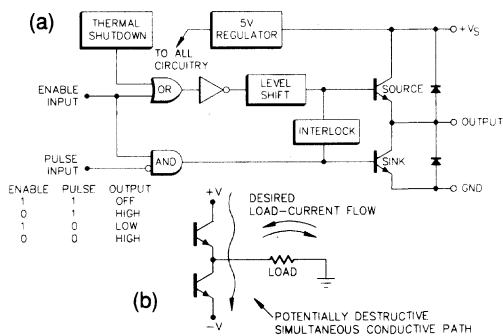 (a)
THERMAL
SHUTDOWN
5V
REGULATOR
+VS
TO ALL
CIRCUITRY
OR
LEVEL
SHIFT
SOURCE
ENABLE
INPUT
INTERLOCK
OUTPUT
PULSE
INPUT
AND
SINK
GND
ENABLE PULSE OUTPUT
1 1 OFF
0 1 HIGH
1 0 LOW
0 0 HIGH
+V
DESIRED
LOAD-CURRENT FLOW
LOAD
(b)
-V
POTENTIALLY DESTRUCTIVE
SIMULTANEOUS CONDUCTIVE PATH